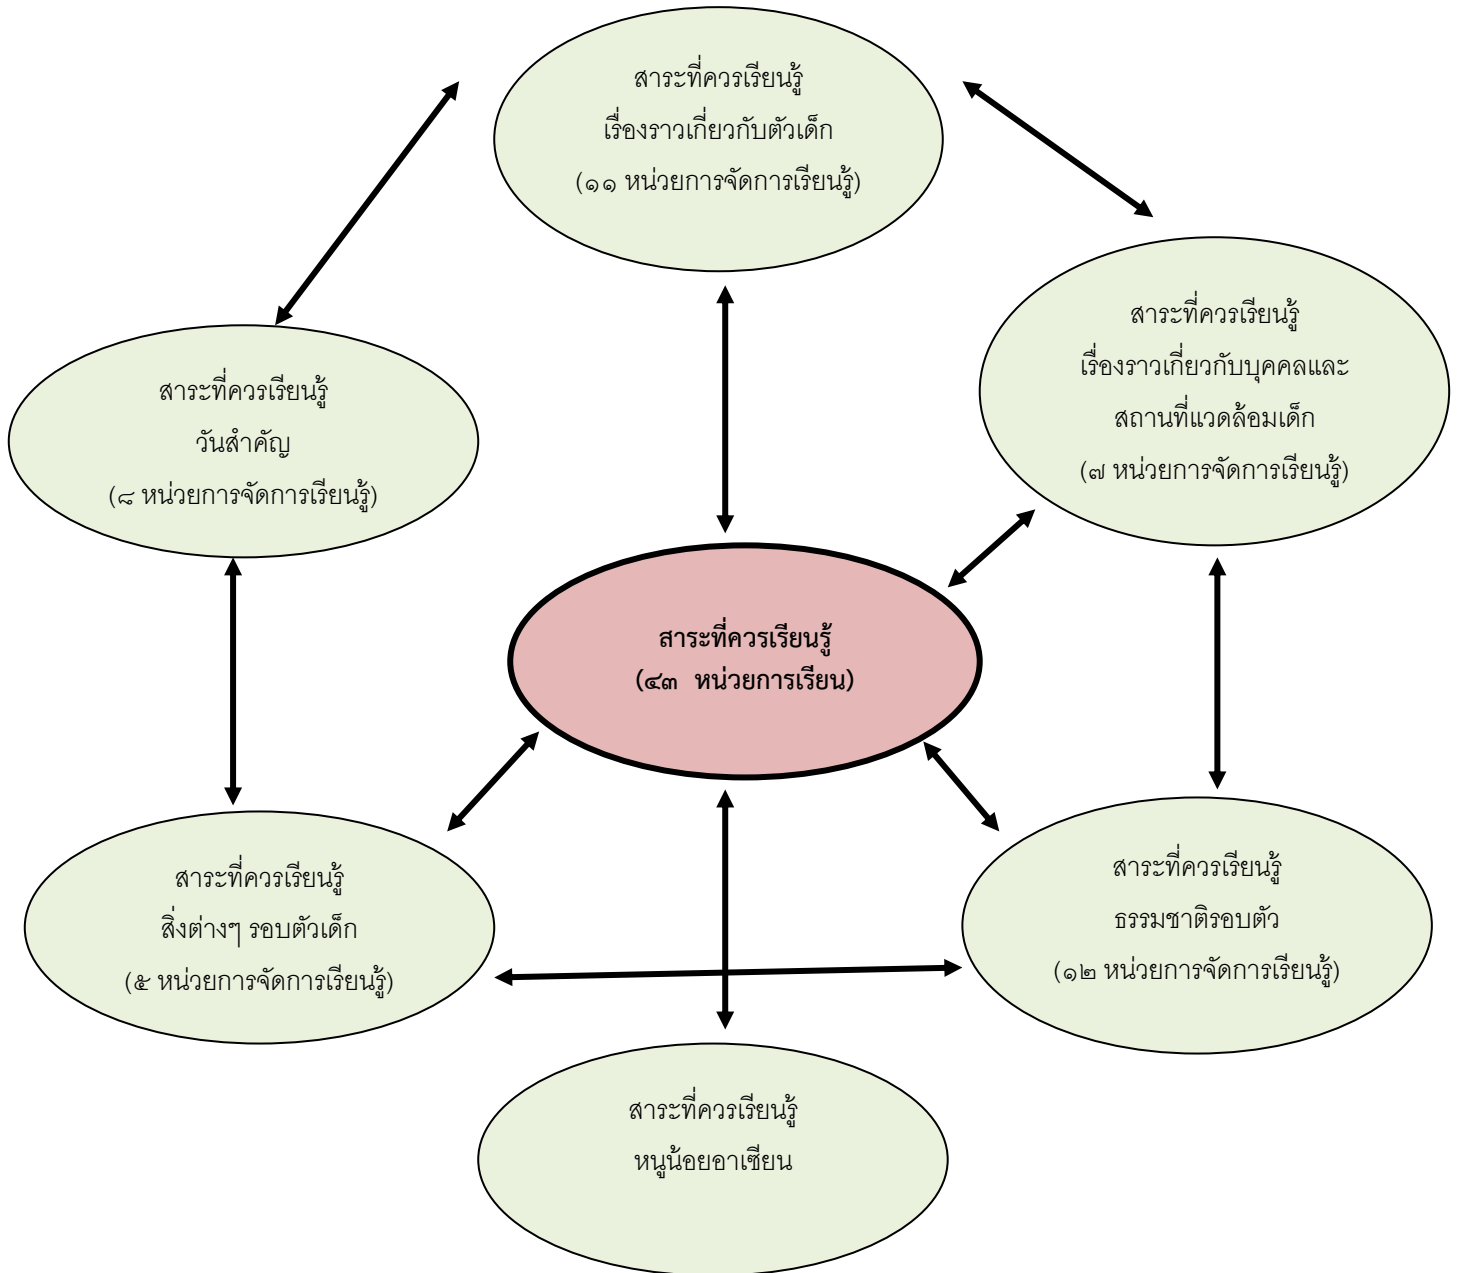 สาระที่ควรเรียนรู้
เรื่องราวเกี่ยวกับตัวเด็ก
(๑๑ หน่วยการจัดการเรียนรู้)
สาระที่ควรเรียนรู้
เรื่องราวเกี่ยวกับบุคคลและ
สถานที่แวดล้อมเด็ก
(๗ หน่วยการจัดการเรียนรู้)
สาระที่ควรเรียนรู้
วันสำคัญ
(๘ หน่วยการจัดการเรียนรู้)
สาระที่ควรเรียนรู้
(๔๓ หน่วยการเรียน)
สาระที่ควรเรียนรู้
สิ่งต่างๆ รอบตัวเด็ก
(๕ หน่วยการจัดการเรียนรู้)
สาระที่ควรเรียนรู้
ธรรมชาติรอบตัว
(๑๒ หน่วยการจัดการเรียนรู้)
สาระที่ควรเรียนรู้
หนูน้อยอาเซียน